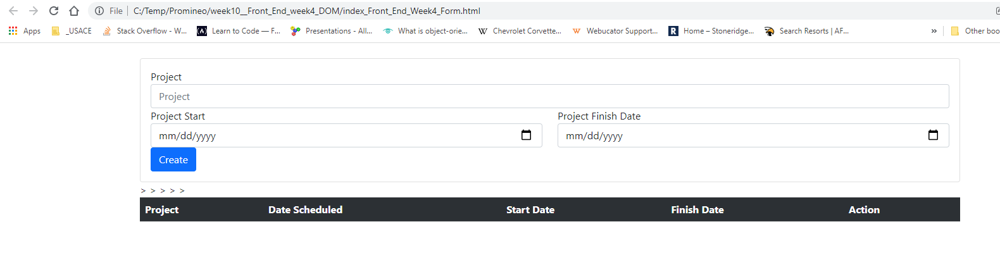 File C:/Temp/Promineo/week10__Front_End_week4_DOM/index_Front_End_Week4_Form.html
Apps _USACE Stack Overflow - W... Learn to Code — F... Presentations - All... What is object-orie... Chevrolet Corvette... Webucator Support... Home – Stoneridge... Search Resorts | AF... » Other boo
Project
Project
Project Start Project Finish Date
mm/dd/yyyy mm/dd/yyyy
Create
> > > > >
Project Date Scheduled Start Date Finish Date Action